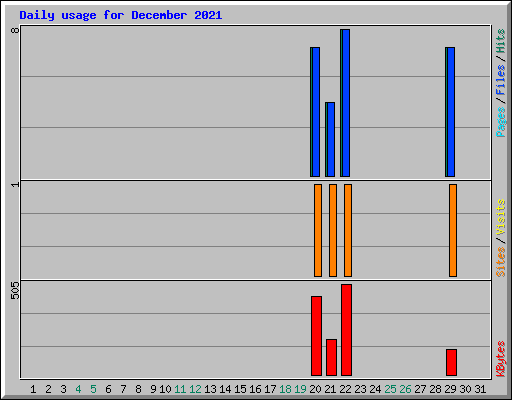 Daily usage for December 2021
8
Pages / Files / Hits
1
Sites / Visits
505
KBytes
1 2 3 4 5 6 7 8 9 10 11 12 13 14 15 16 17 18 19 20 21 22 23 24 25 26 27 28 29 30 31